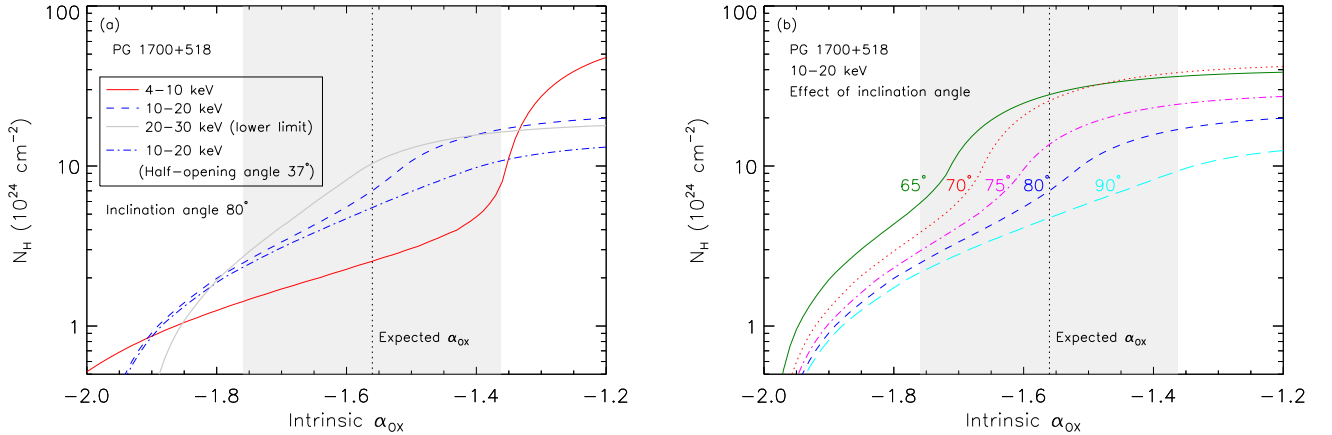 (a)
PG 1700+518
4−10 keV
10−20 keV
20−30 keV (lower limit)
10−20 keV
(Half−opening angle 37°)
Inclination angle 80°
Expected αox
100
10
1
N_H (10^24 cm^−2)
−2.0 −1.8 −1.6 −1.4 −1.2
Intrinsic αox
(b)
PG 1700+518
10−20 keV
Effect of inclination angle
65° 70° 75° 80° 90°
Expected αox
100
10
1
N_H (10^24 cm^−2)
−2.0 −1.8 −1.6 −1.4 −1.2
Intrinsic αox